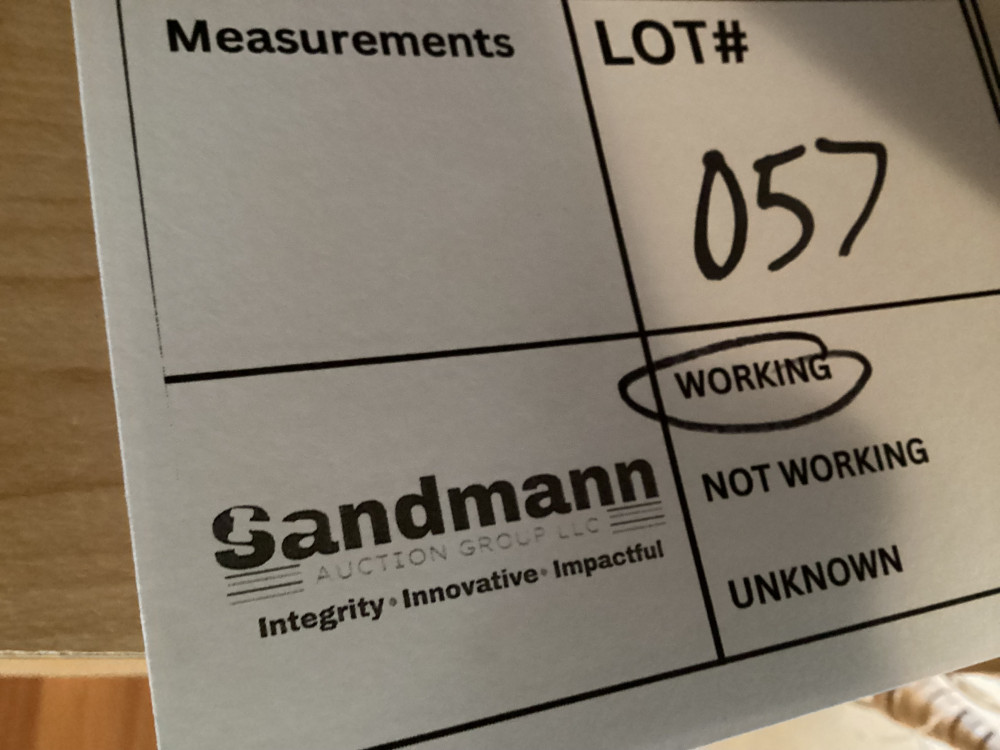 Measurements
LOT#
057
WORKING
NOT WORKING
UNKNOWN
Sandmann
AUCTION GROUP LLC
Integrity • Innovative • Impactful